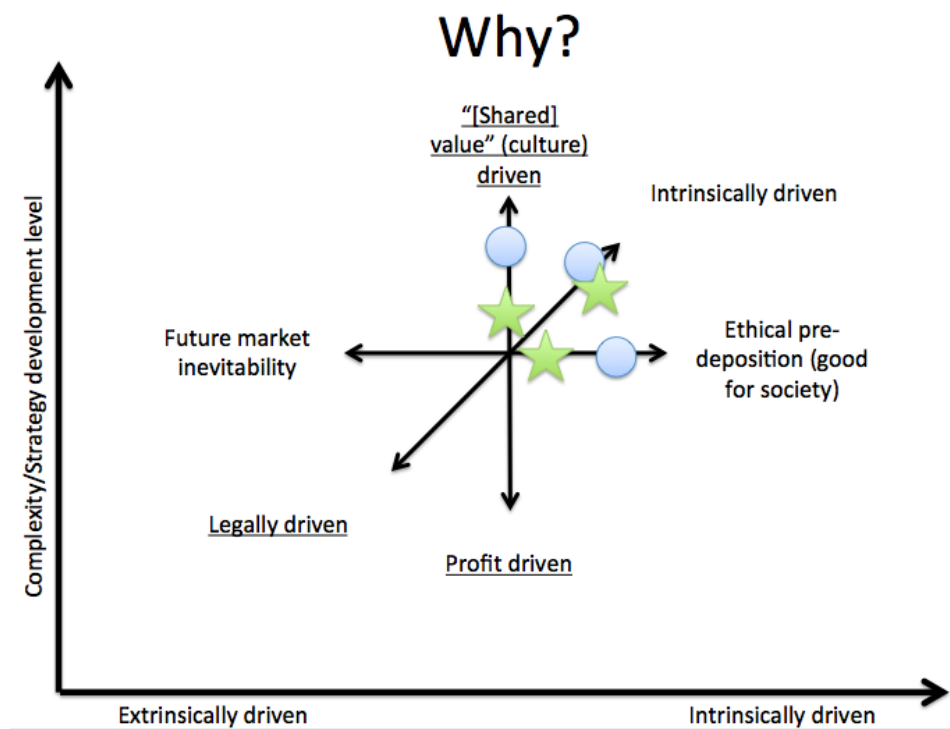 Why?
“[Shared]
value” (culture)
driven
Intrinsically driven
Complexity/Strategy development level
Future market
inevitability
Ethical pre-
deposition (good
for society)
Legally driven
Profit driven
Extrinsically driven
Intrinsically driven